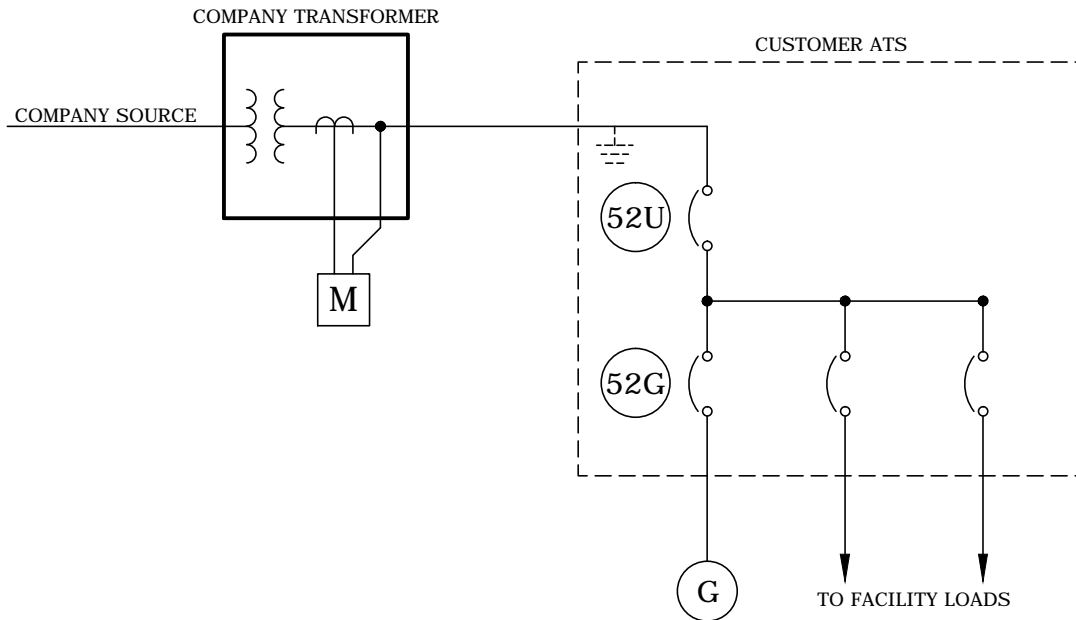 COMPANY TRANSFORMER
CUSTOMER ATS
COMPANY SOURCE
52U
M
52G
G
TO FACILITY LOADS